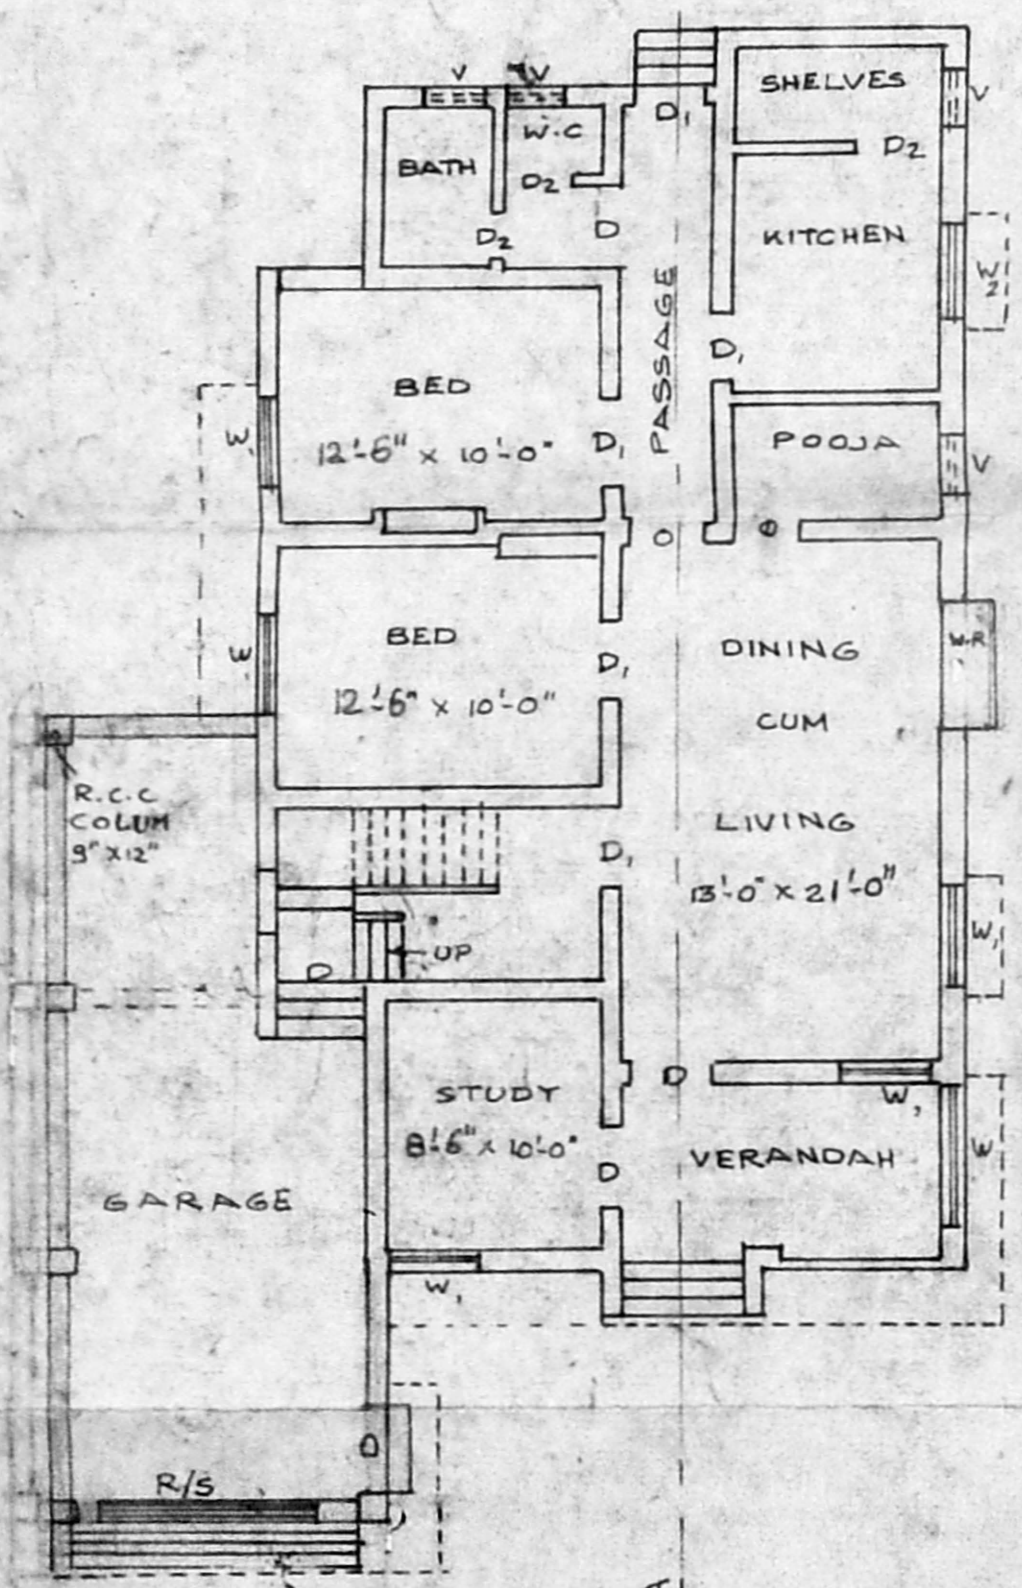 V
V
SHELVES
V
D1
W.C
D2
BATH
D2
D
D2
KITCHEN
W2
PASSAGE
D1
BED
W1
12'-6" x 10'-0"
D1
POOJA
V
O
BED
W
12'-6" x 10'-0"
D1
DINING
W.R
CUM
R.C.C
COLUM
9" x 12"
LIVING
D1
13'-0" x 21'-0"
W1
UP
D
D
W1
STUDY
8'-6" x 10'-0"
VERANDAH
W
D
GARAGE
W1
D
R/S
A